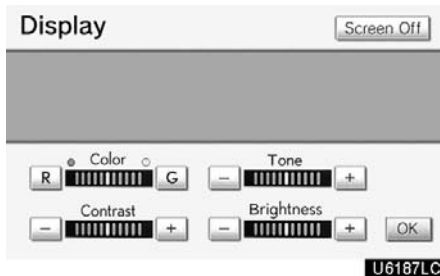 Display
Screen Off
Color
Tone
R
G
−
+
Contrast
Brightness
−
+
−
+
OK
U6187LC